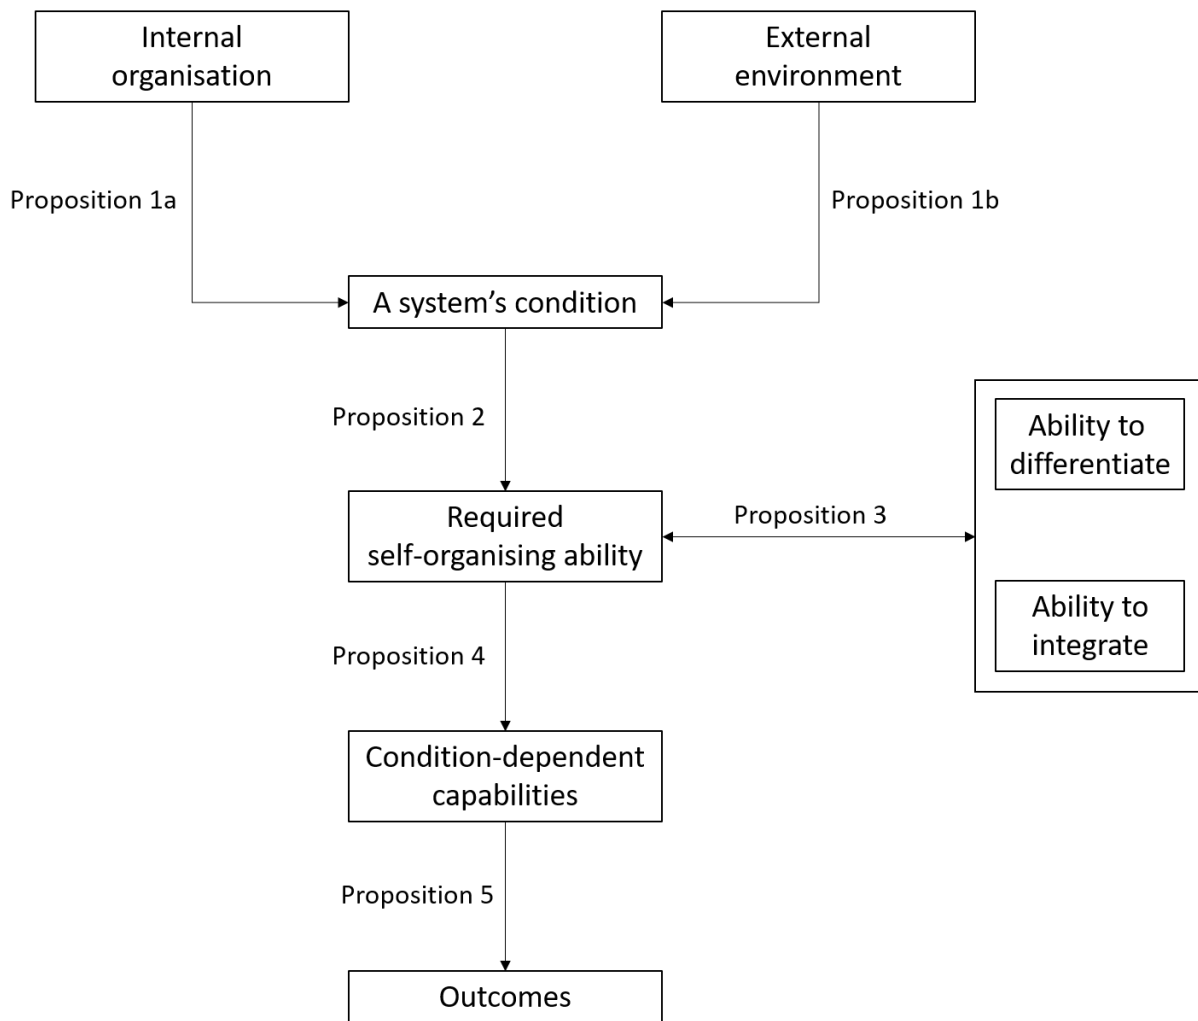 Internal
organisation
External
environment
Proposition 1a
Proposition 1b
A system’s condition
Proposition 2
Ability to
differentiate
Required
self-organising ability
Proposition 3
Ability to
integrate
Proposition 4
Condition-dependent
capabilities
Proposition 5
Outcomes